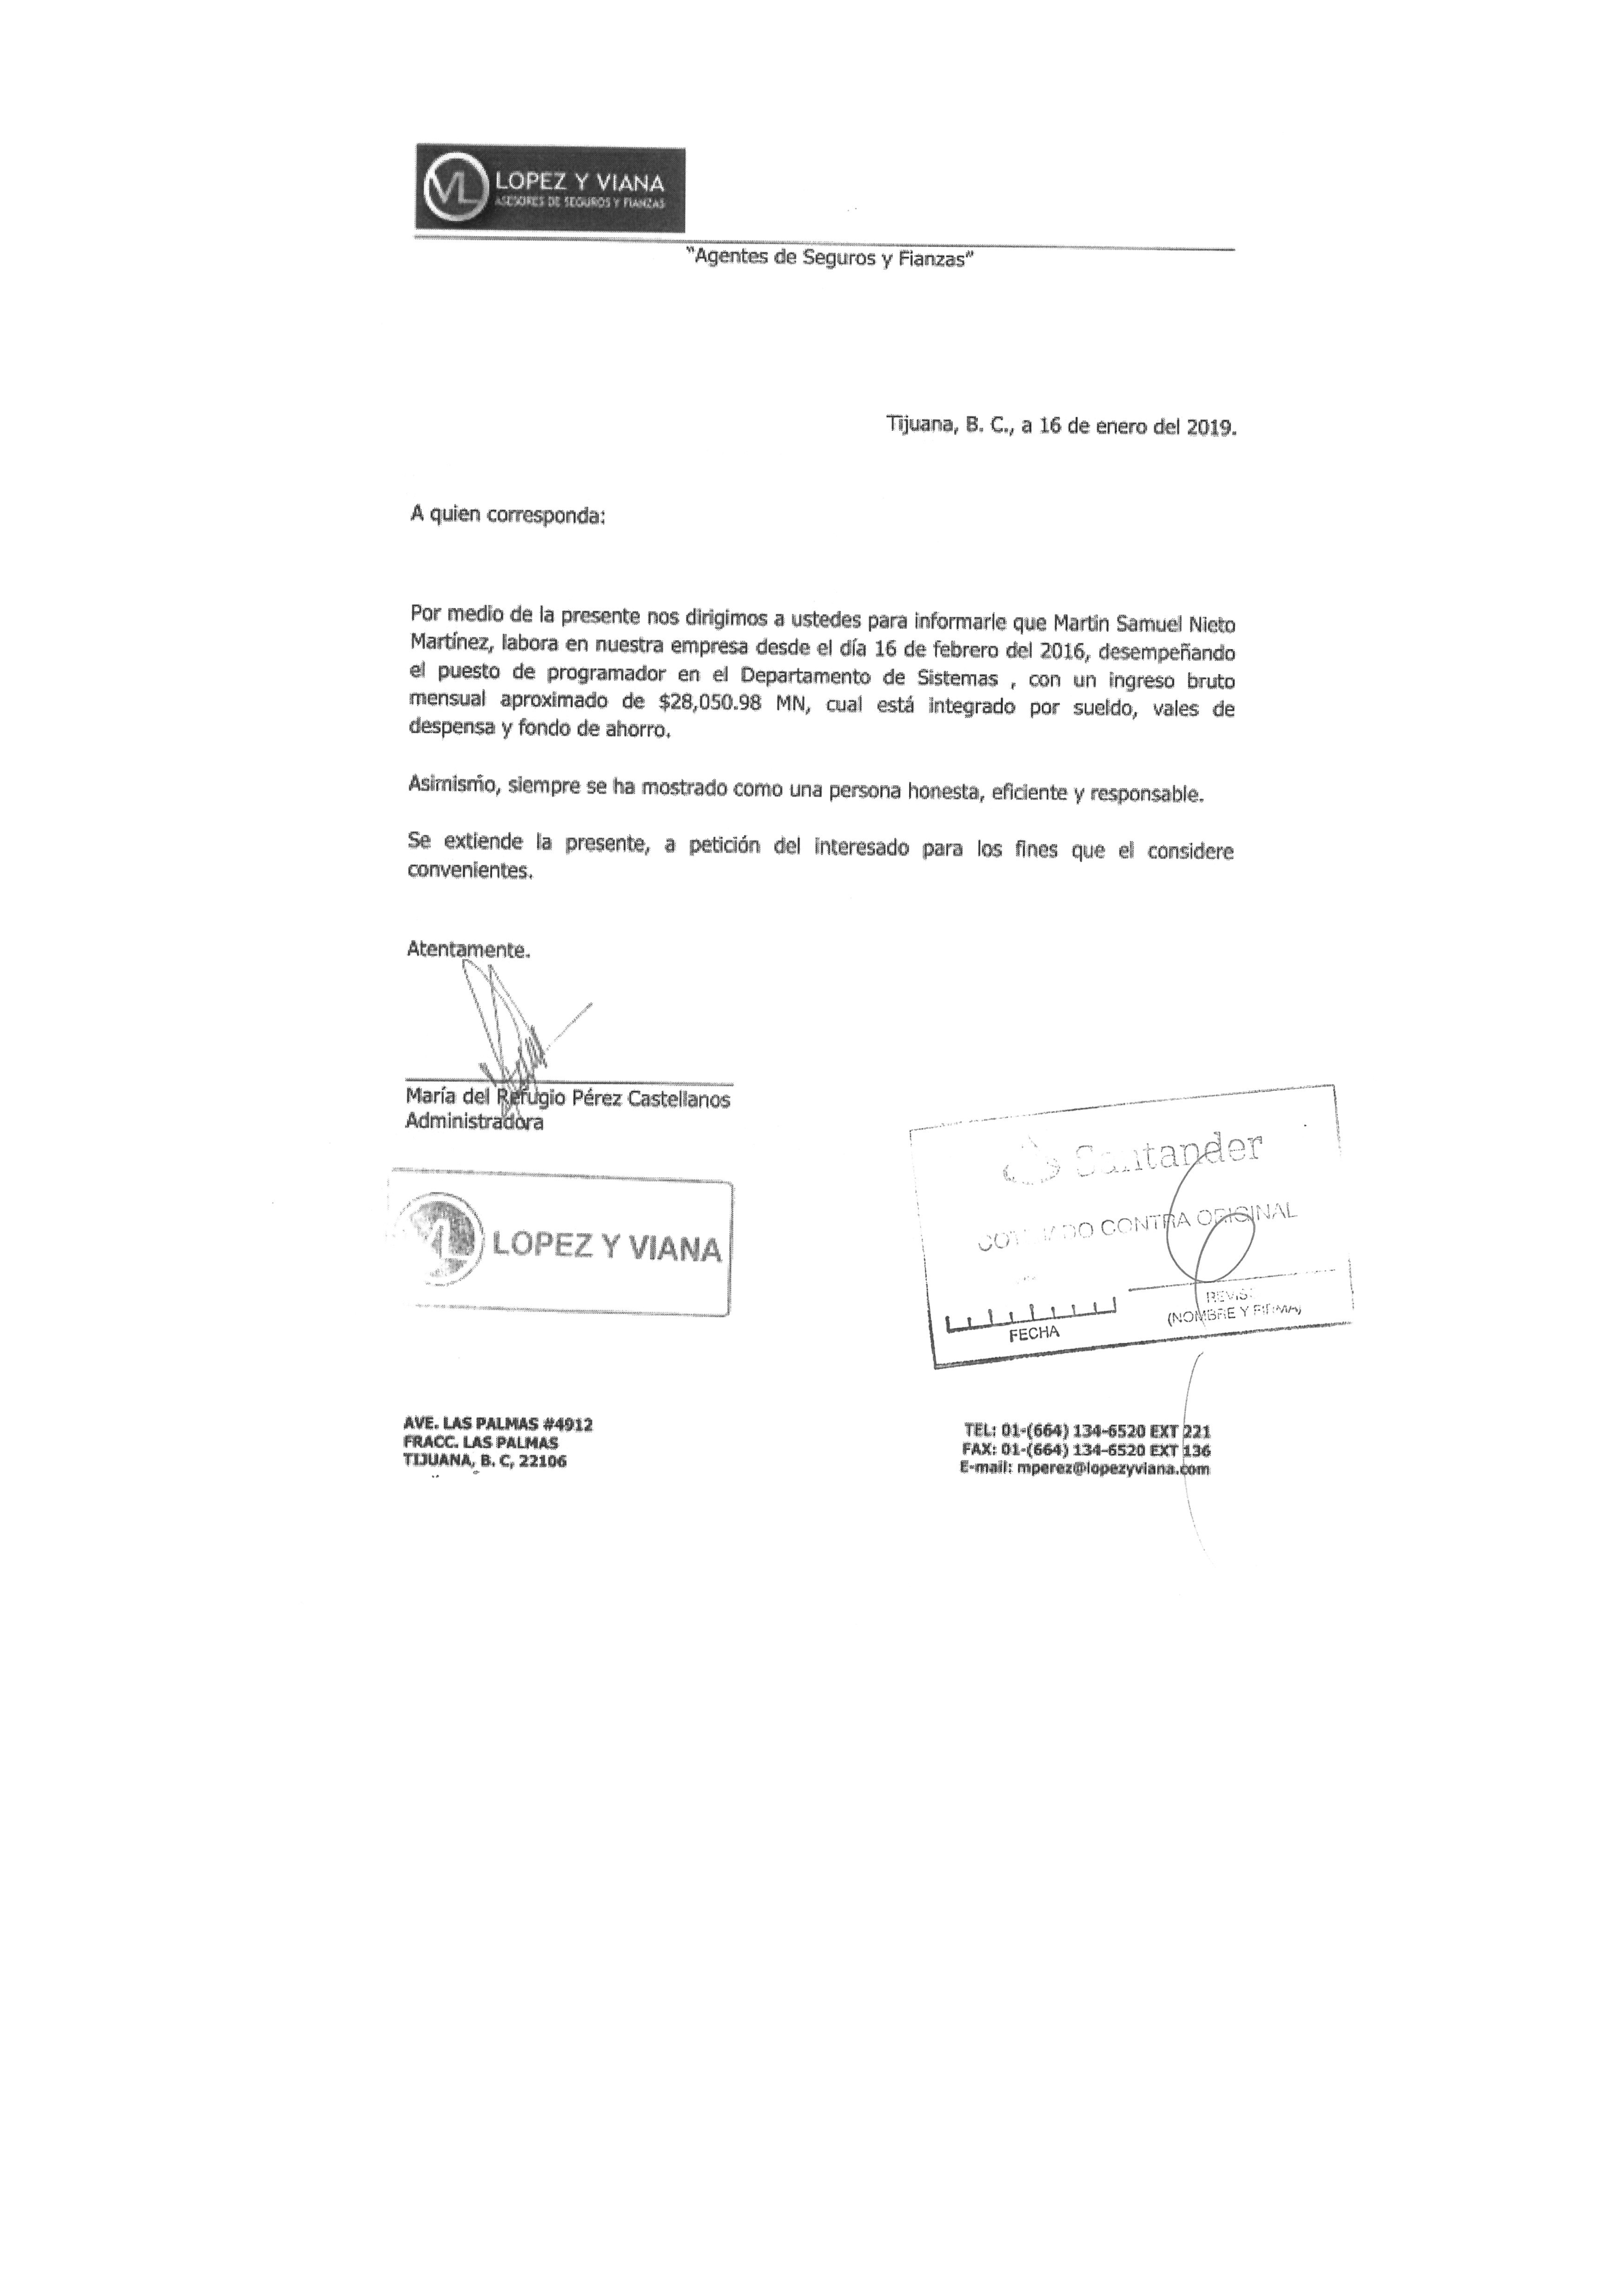 VL LOPEZ Y VIANA
ASESORES DE SEGUROS Y FIANZAS
"Agentes de Seguros y Fianzas"
Tijuana, B. C., a 16 de enero del 2019.
A quien corresponda:
Por medio de la presente nos dirigimos a ustedes para informarle que Martin Samuel Nieto
Martínez, labora en nuestra empresa desde el día 16 de febrero del 2016, desempeñando
el puesto de programador en el Departamento de Sistemas , con un ingreso bruto
mensual aproximado de $28,050.98 MN, cual está integrado por sueldo, vales de
despensa y fondo de ahorro.
Asimismo, siempre se ha mostrado como una persona honesta, eficiente y responsable.
Se extiende la presente, a petición del interesado para los fines que el considere
convenientes.
Atentamente.
María del Refugio Pérez Castellanos
Administradora
VL LOPEZ Y VIANA
Santander
CONTRA ORIGINAL
FECHA
(NOMBRE Y FIRMA)
AVE. LAS PALMAS #4912
FRACC. LAS PALMAS
TIJUANA, B. C, 22106
TEL: 01-(664) 134-6520 EXT 221
FAX: 01-(664) 134-6520 EXT 136
E-mail: mperez@lopezyviana.com